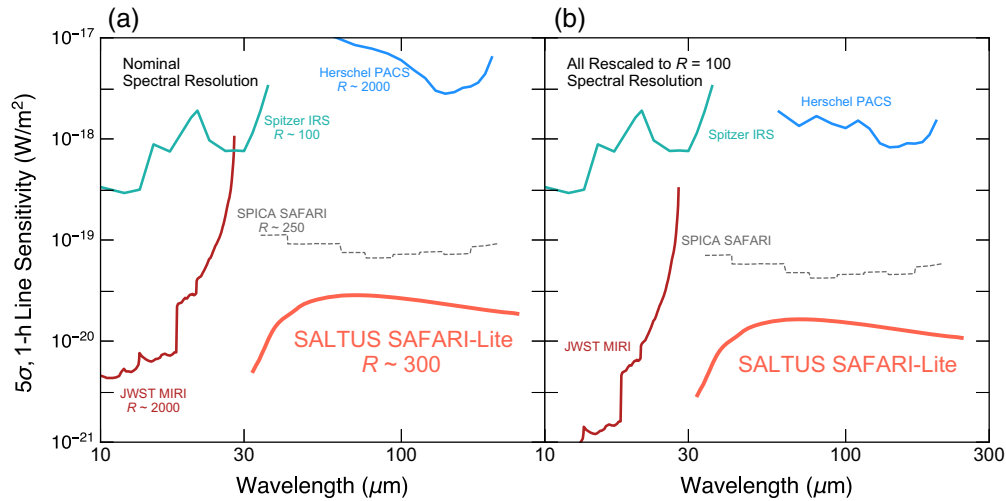 (a)
(b)
5σ, 1-h Line Sensitivity (W/m²)
10⁻¹⁷
10⁻¹⁸
10⁻¹⁹
10⁻²⁰
10⁻²¹
Nominal
Spectral Resolution
Herschel PACS
R ~ 2000
Spitzer IRS
R ~ 100
SPICA SAFARI
R ~ 250
SALTUS SAFARI-Lite
R ~ 300
JWST MIRI
R ~ 2000
10
30
100
Wavelength (μm)
All Rescaled to R = 100
Spectral Resolution
Herschel PACS
Spitzer IRS
SPICA SAFARI
JWST MIRI
SALTUS SAFARI-Lite
10
30
100
300
Wavelength (μm)